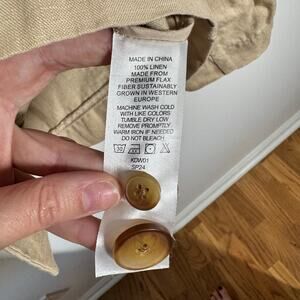 MADE IN CHINA
100% LINEN
MADE FROM
PREMIUM FLAX
FIBER SUSTAINABLY
GROWN IN WESTERN
EUROPE
MACHINE WASH COLD
WITH LIKE COLORS
TUMBLE DRY LOW
REMOVE PROMPTLY
WARM IRON IF NEEDED
DO NOT BLEACH
30
KDW01
SP24